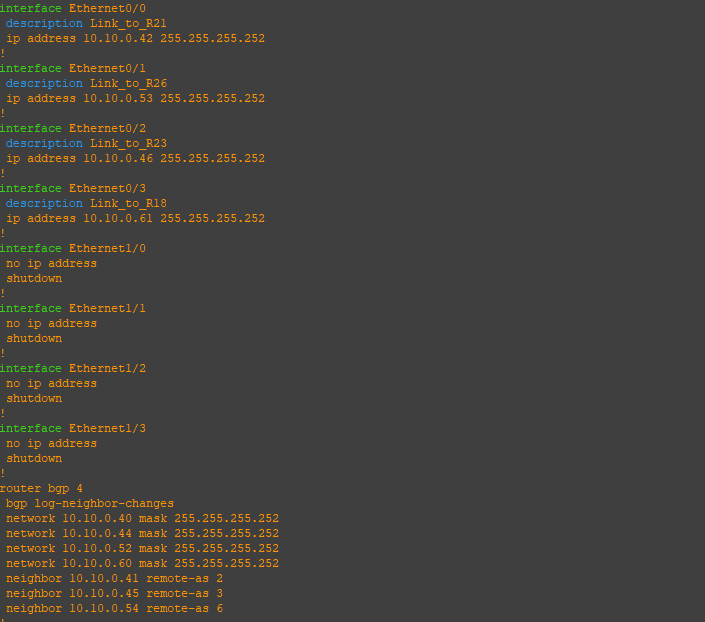 interface Ethernet0/0
description Link_to_R21
ip address 10.10.0.42 255.255.255.252
!
interface Ethernet0/1
description Link_to_R26
ip address 10.10.0.53 255.255.255.252
!
interface Ethernet0/2
description Link_to_R23
ip address 10.10.0.46 255.255.255.252
!
interface Ethernet0/3
description Link_to_R18
ip address 10.10.0.61 255.255.255.252
!
interface Ethernet1/0
no ip address
shutdown
!
interface Ethernet1/1
no ip address
shutdown
!
interface Ethernet1/2
no ip address
shutdown
!
interface Ethernet1/3
no ip address
shutdown
!
router bgp 4
bgp log-neighbor-changes
network 10.10.0.40 mask 255.255.255.252
network 10.10.0.44 mask 255.255.255.252
network 10.10.0.52 mask 255.255.255.252
network 10.10.0.60 mask 255.255.255.252
neighbor 10.10.0.41 remote-as 2
neighbor 10.10.0.45 remote-as 3
neighbor 10.10.0.54 remote-as 6
!